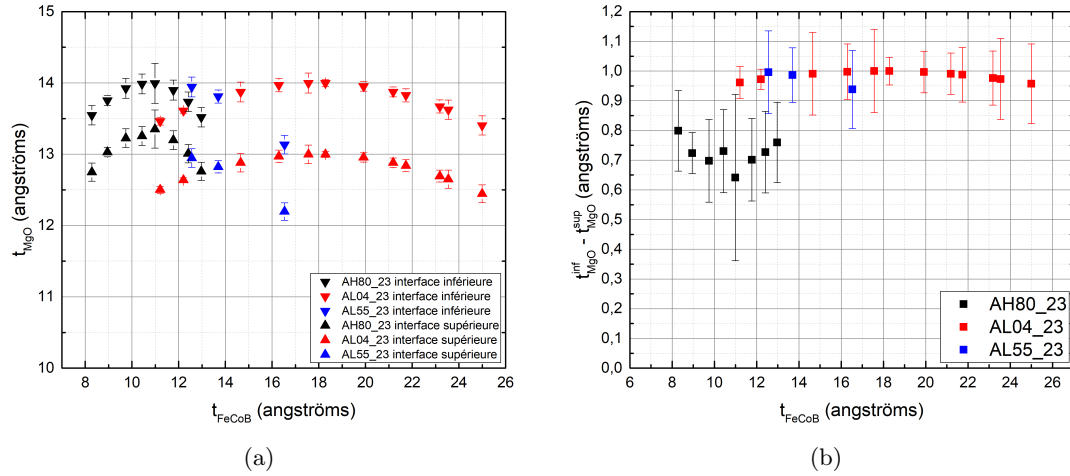 15
14
13
12
11
10
t_MgO (angströms)
AH80_23 interface inférieure
AL04_23 interface inférieure
AL55_23 interface inférieure
AH80_23 interface supérieure
AL04_23 interface supérieure
AL55_23 interface supérieure
8 10 12 14 16 18 20 22 24 26
t_FeCoB (angströms)
(a)
1,2
1,1
1,0
0,9
0,8
0,7
0,6
0,5
0,4
0,3
0,2
0,1
0,0
t_MgO^inf - t_MgO^sup (angströms)
AH80_23
AL04_23
AL55_23
6 8 10 12 14 16 18 20 22 24 26
t_FeCoB (angströms)
(b)